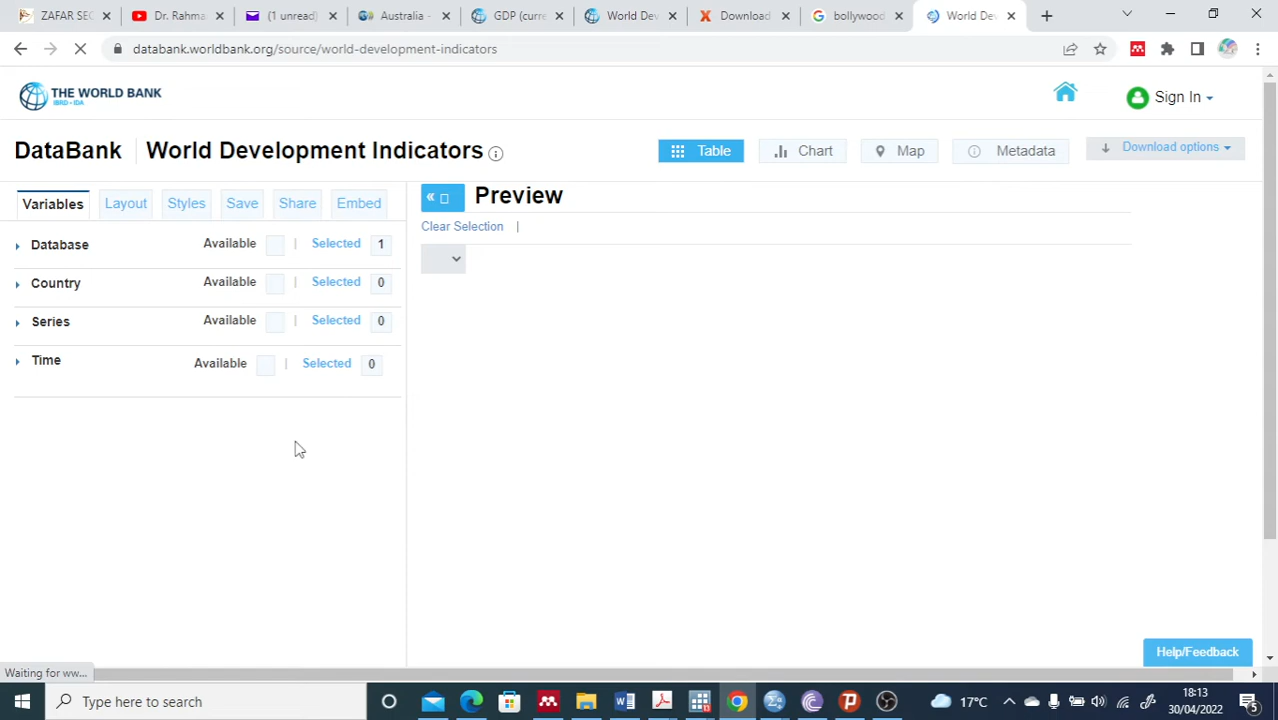 ZAFAR SEC
Dr. Rahma
(1 unread)
Australia -
GDP (curre
World Dev
Download
bollywood
World Dev
databank.worldbank.org/source/world-development-indicators
THE WORLD BANK
IBRD • IDA
Sign In
DataBank World Development Indicators
Table Chart Map Metadata Download options
Variables Layout Styles Save Share Embed
« Preview
Clear Selection |
Database Available | Selected 1
Country Available | Selected 0
Series Available | Selected 0
Time Available | Selected 0
Help/Feedback
Waiting for ww...
Type here to search
17°C
18:13
30/04/2022
5